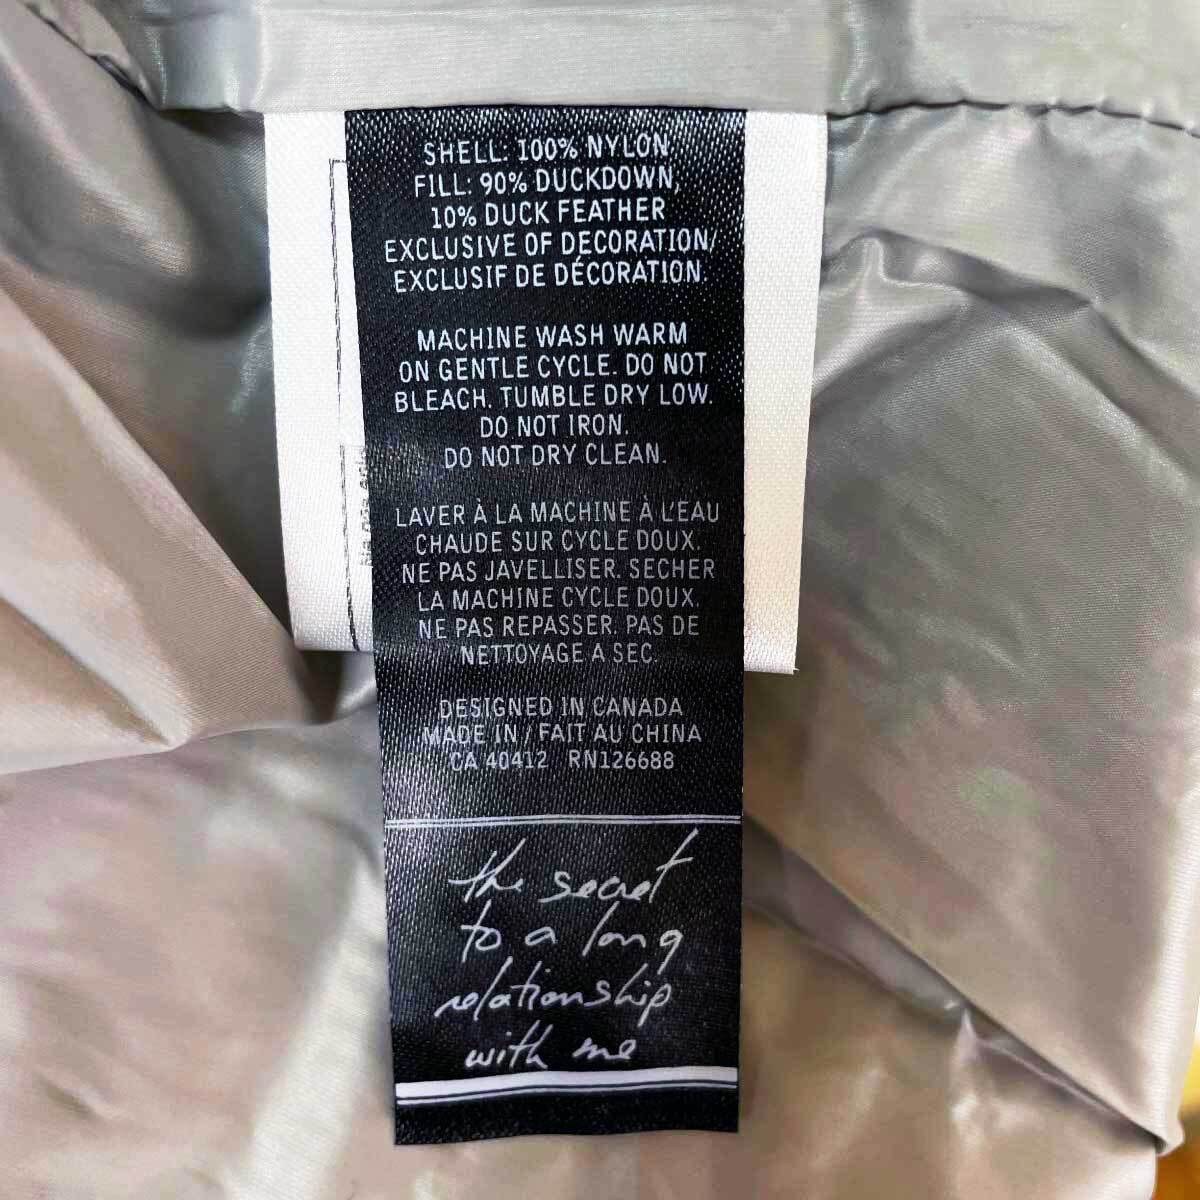 SHELL: 100% NYLON
FILL: 90% DUCKDOWN,
10% DUCK FEATHER
EXCLUSIVE OF DECORATION/
EXCLUSIF DE DÉCORATION.
MACHINE WASH WARM
ON GENTLE CYCLE. DO NOT
BLEACH. TUMBLE DRY LOW.
DO NOT IRON.
DO NOT DRY CLEAN.
LAVER À LA MACHINE À L'EAU
CHAUDE SUR CYCLE DOUX.
NE PAS JAVELLISER. SECHER
LA MACHINE CYCLE DOUX.
NE PAS REPASSER. PAS DE
NETTOYAGE A SEC.
DESIGNED IN CANADA
MADE IN / FAIT AU CHINA
CA 40412 RN126688
the secret
to a long
relationship
with me